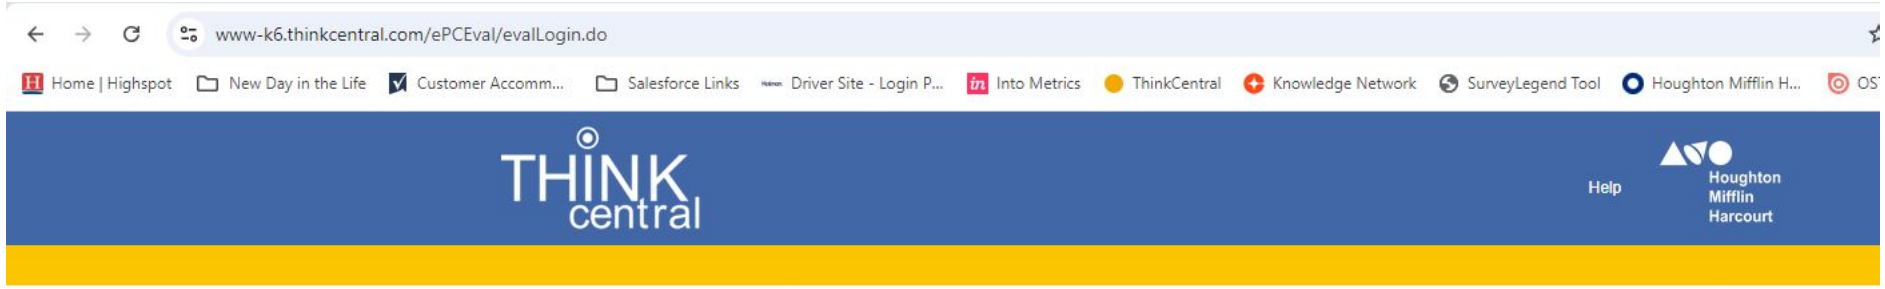 www-k6.thinkcentral.com/ePCEval/evalLogin.do
Home | Highspot New Day in the Life Customer Accomm... Salesforce Links Driver Site - Login P... in Into Metrics ThinkCentral Knowledge Network SurveyLegend Tool Houghton Mifflin H...
THINK
central
Help
Houghton
Mifflin
Harcourt